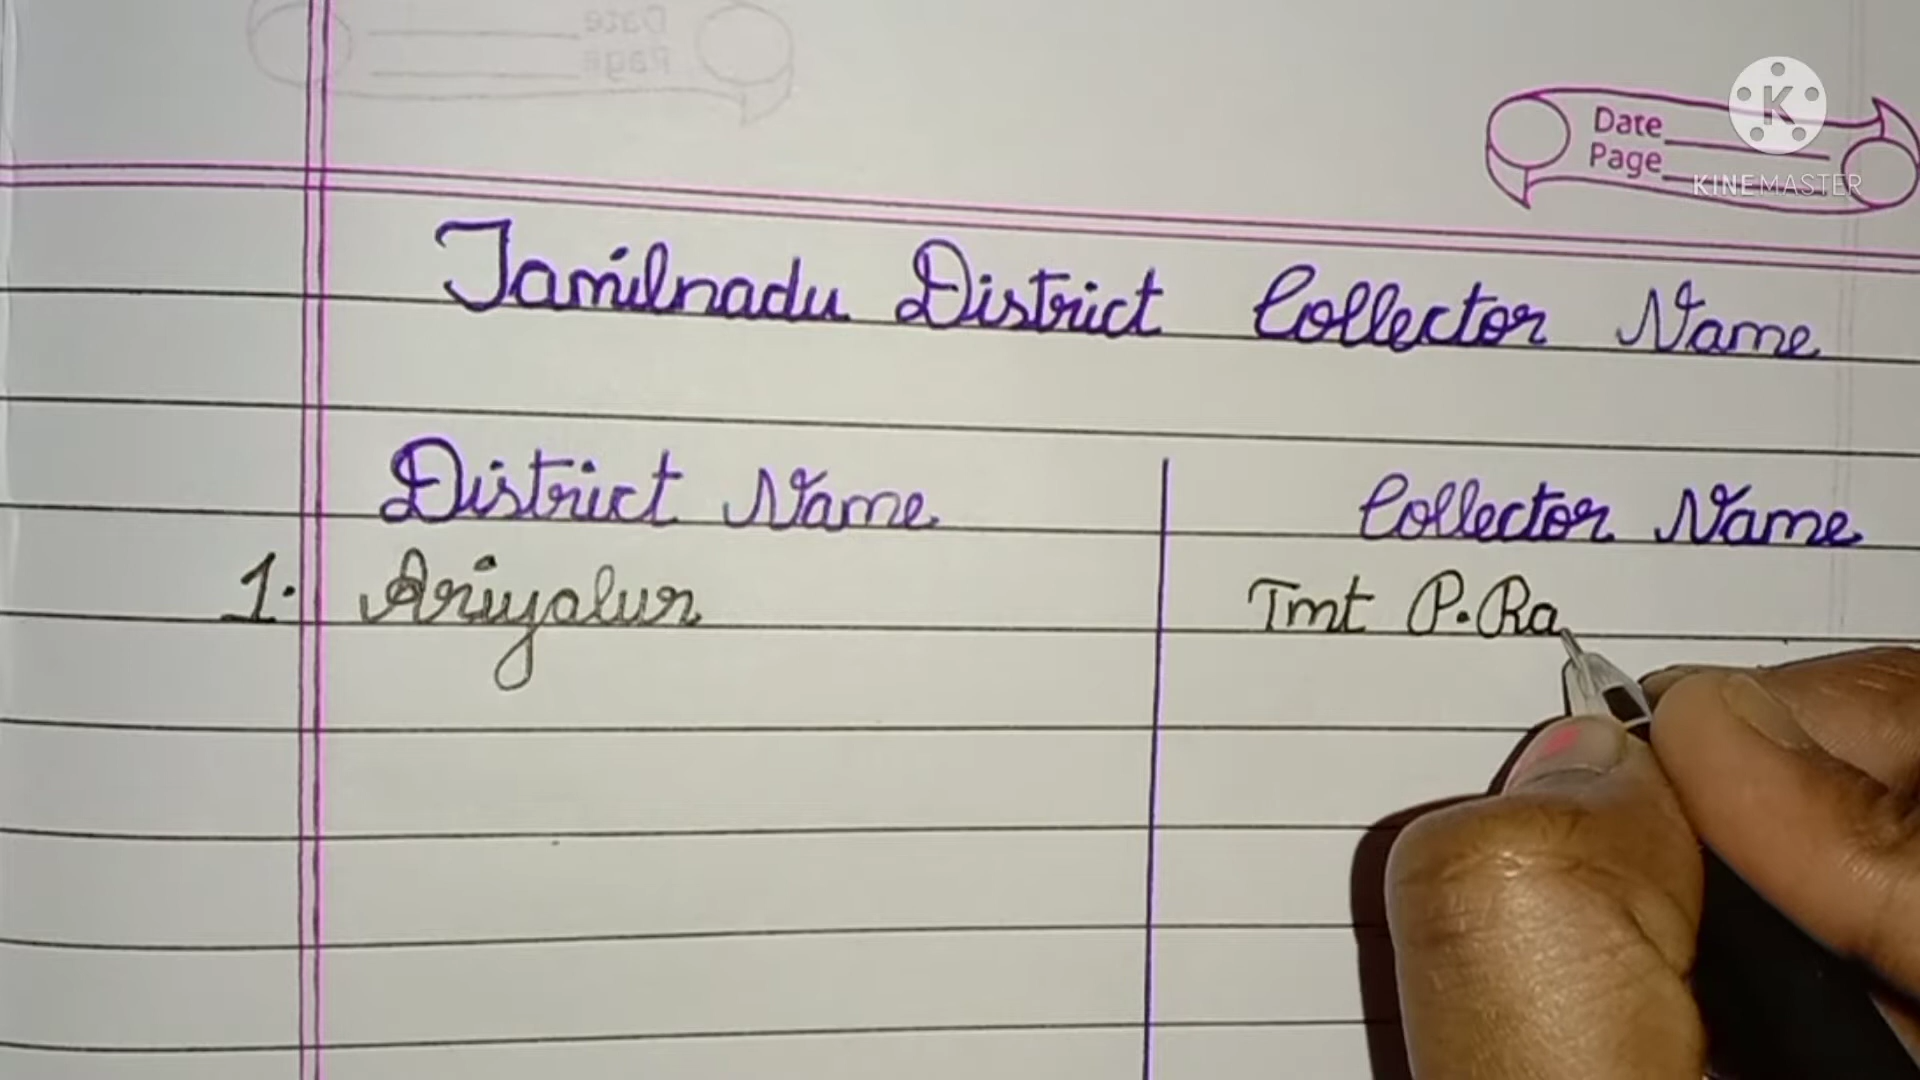 Date
Page
Date
Page
KINEMASTER
Tamilnadu District Collector Name
District Name Collector Name
1. Ariyalur Tmt P. Ra